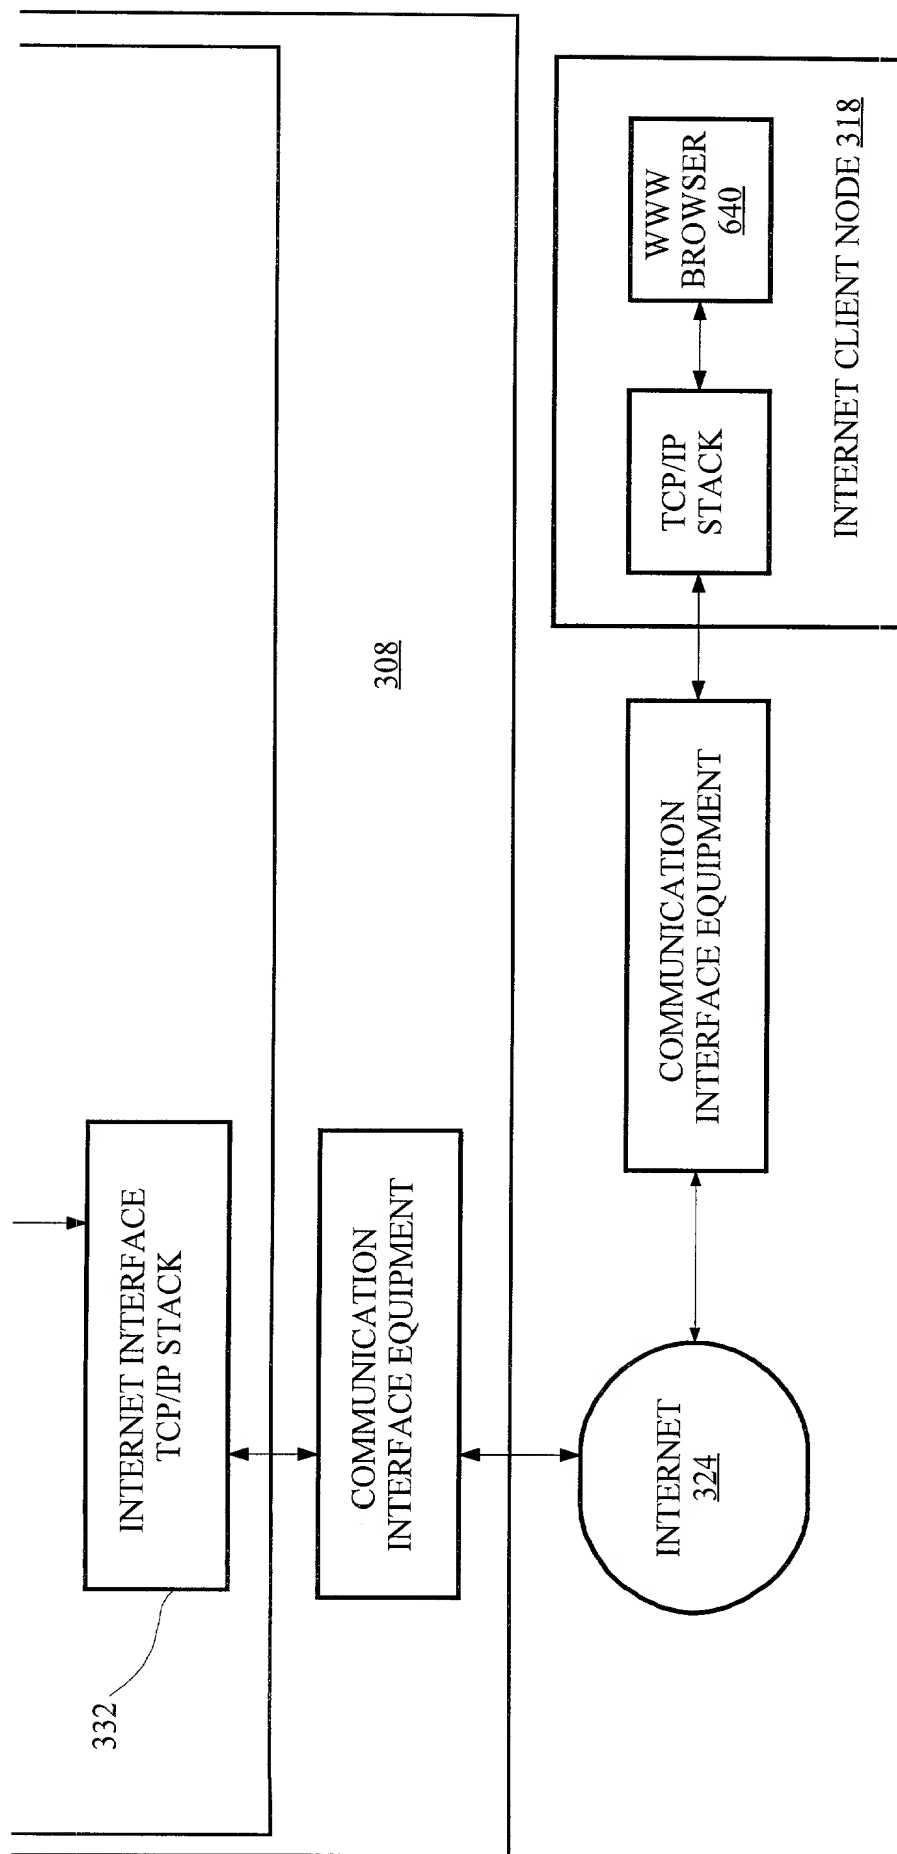 332
INTERNET INTERFACE
TCP/IP STACK
COMMUNICATION
INTERFACE EQUIPMENT
308
INTERNET
324
COMMUNICATION
INTERFACE EQUIPMENT
TCP/IP
STACK
WWW
BROWSER
640
INTERNET CLIENT NODE 318